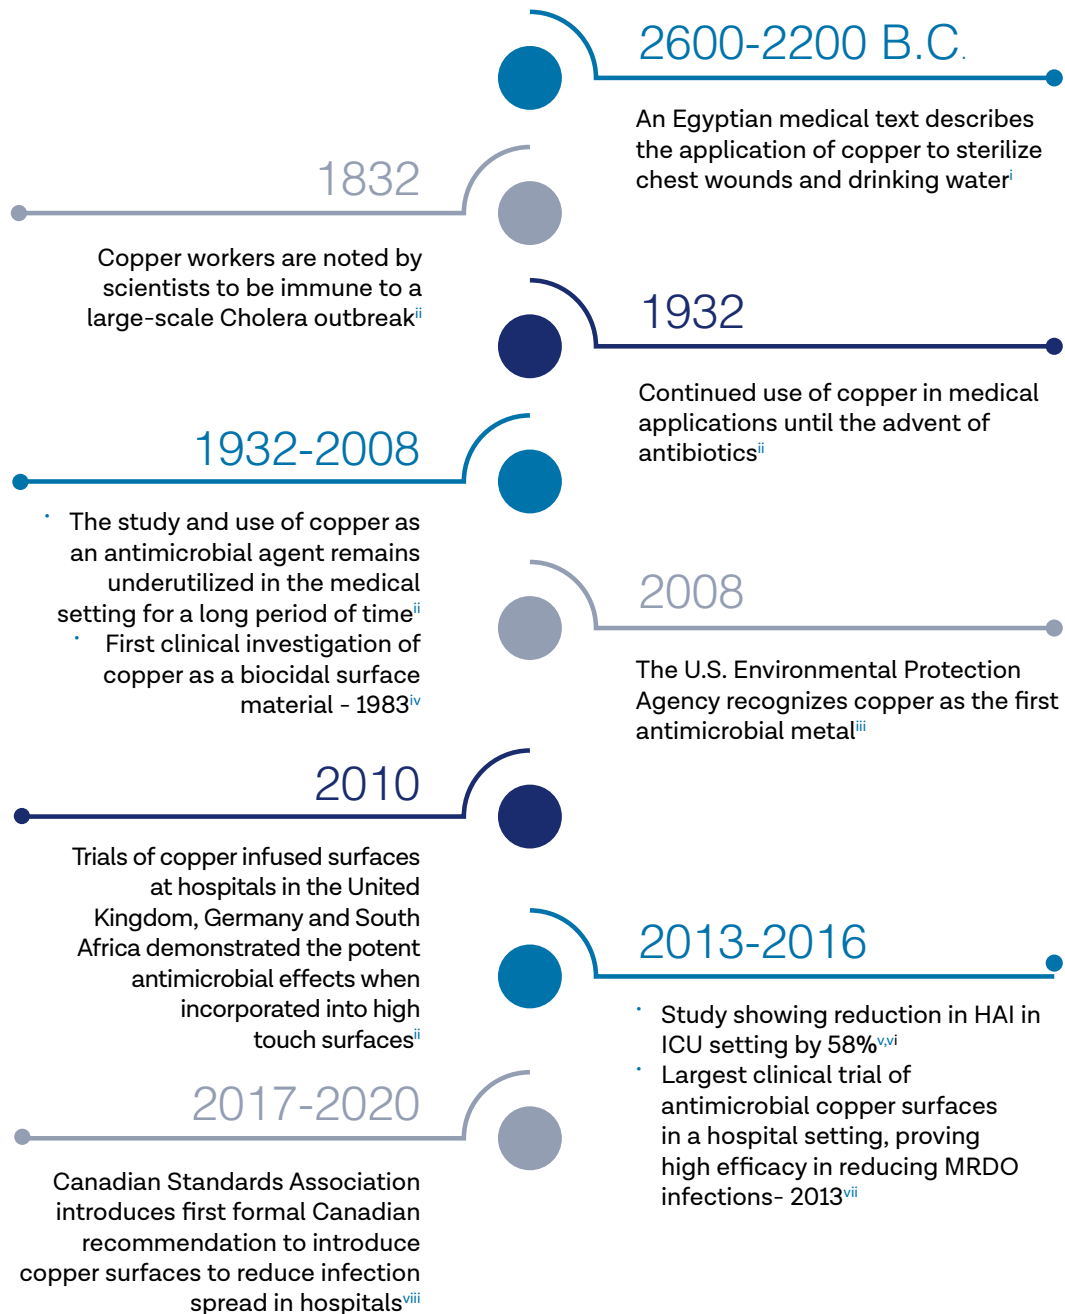 2600-2200 B.C.
An Egyptian medical text describes
the application of copper to sterilize
chest wounds and drinking waterⁱ
1832
Copper workers are noted by
scientists to be immune to a
large-scale Cholera outbreakⁱⁱ
1932
Continued use of copper in medical
applications until the advent of
antibioticsⁱⁱ
1932-2008
· The study and use of copper as
an antimicrobial agent remains
underutilized in the medical
setting for a long period of timeⁱⁱ
· First clinical investigation of
copper as a biocidal surface
material - 1983ⁱᵛ
2008
The U.S. Environmental Protection
Agency recognizes copper as the first
antimicrobial metalⁱⁱⁱ
2010
Trials of copper infused surfaces
at hospitals in the United
Kingdom, Germany and South
Africa demonstrated the potent
antimicrobial effects when
incorporated into high
touch surfacesⁱⁱ
2013-2016
· Study showing reduction in HAI in
ICU setting by 58%ᵛ,ᵛⁱ
· Largest clinical trial of
antimicrobial copper surfaces
in a hospital setting, proving
high efficacy in reducing MRDO
infections- 2013ᵛⁱⁱ
2017-2020
Canadian Standards Association
introduces first formal Canadian
recommendation to introduce
copper surfaces to reduce infection
spread in hospitalsᵛⁱⁱⁱ